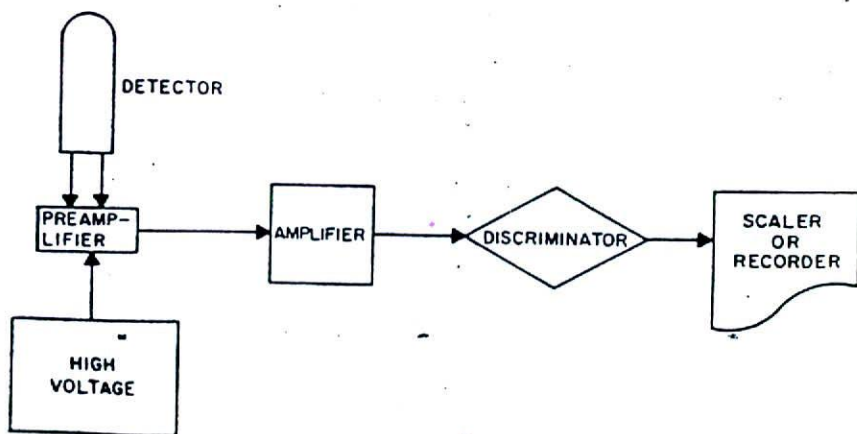 DETECTOR
PREAMP-
LIFIER
AMPLIFIER
DISCRIMINATOR
SCALER
OR
RECORDER
HIGH
VOLTAGE